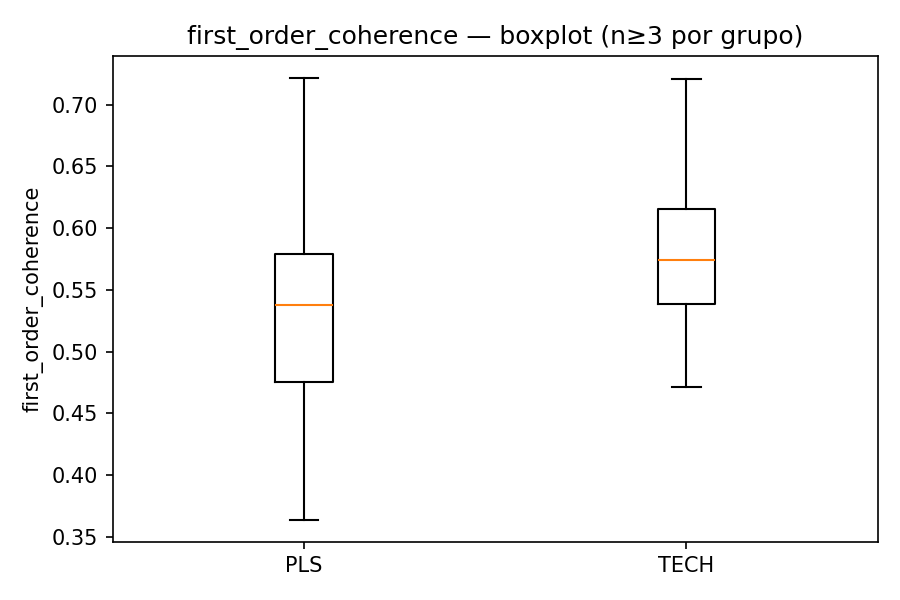 first_order_coherence — boxplot (n≥3 por grupo)
first_order_coherence
0.70
0.65
0.60
0.55
0.50
0.45
0.40
0.35
PLS
TECH